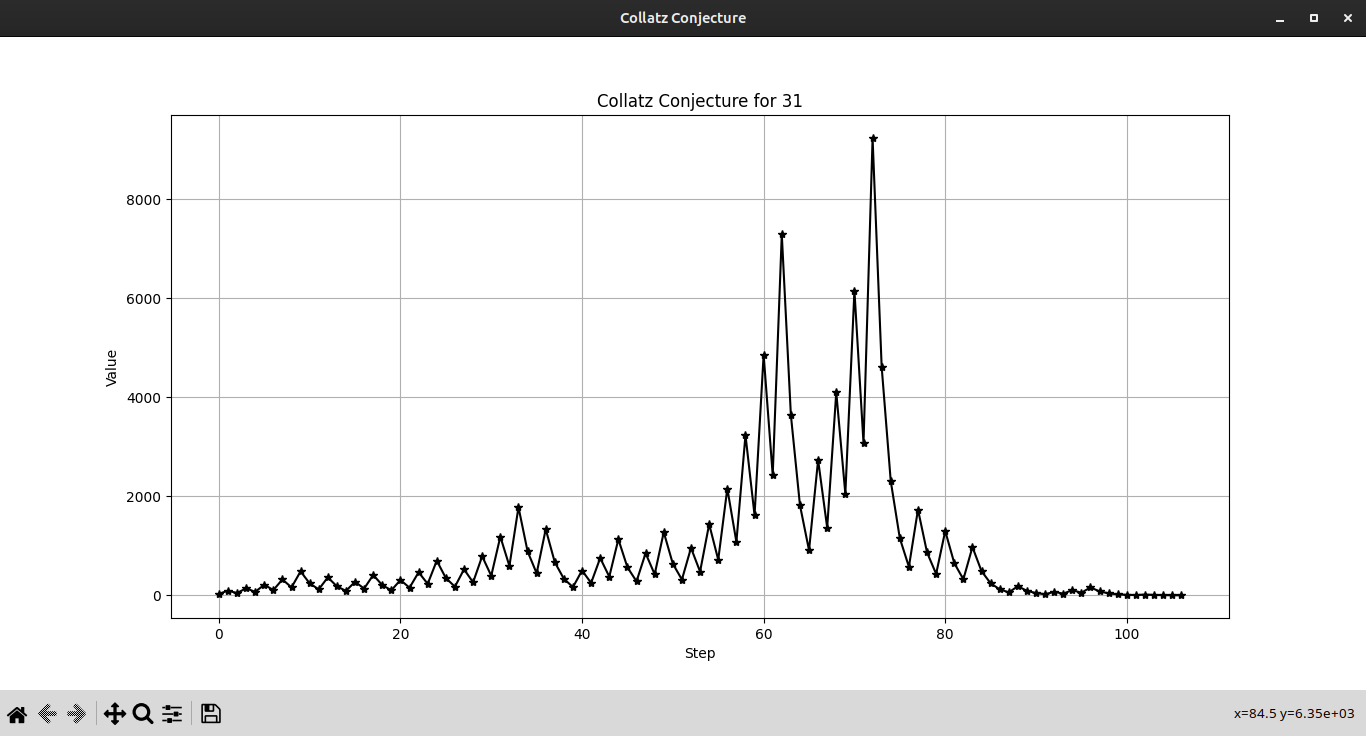 Collatz Conjecture
Collatz Conjecture for 31
8000
6000
4000
2000
0
Value
0 20 40 60 80 100
Step
x=84.5 y=6.35e+03